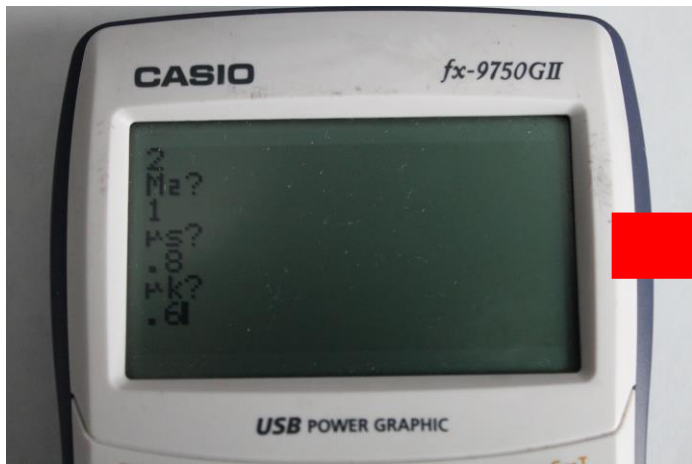 CASIO
fx-9750GII
2
M₂?
1
μs?
.8
μk?
.6
USB POWER GRAPHIC